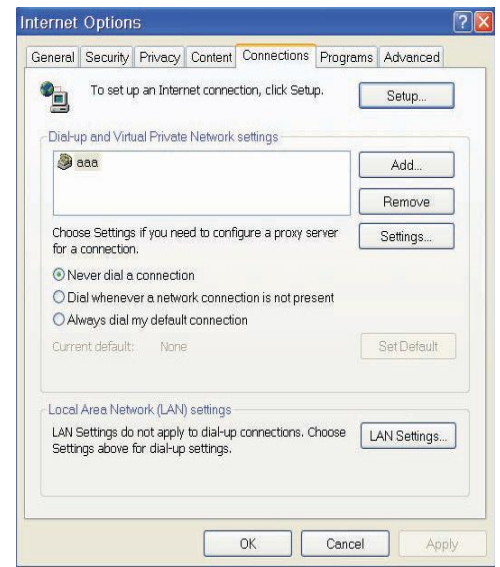 Internet Options
General Security Privacy Content Connections Programs Advanced
To set up an Internet connection, click Setup.
Setup...
Dial-up and Virtual Private Network settings
aaa
Add...
Remove
Choose Settings if you need to configure a proxy server
for a connection.
Settings...
Never dial a connection
Dial whenever a network connection is not present
Always dial my default connection
Current default: None
Set Default
Local Area Network (LAN) settings
LAN Settings do not apply to dial-up connections. Choose
Settings above for dial-up settings.
LAN Settings...
OK Cancel Apply